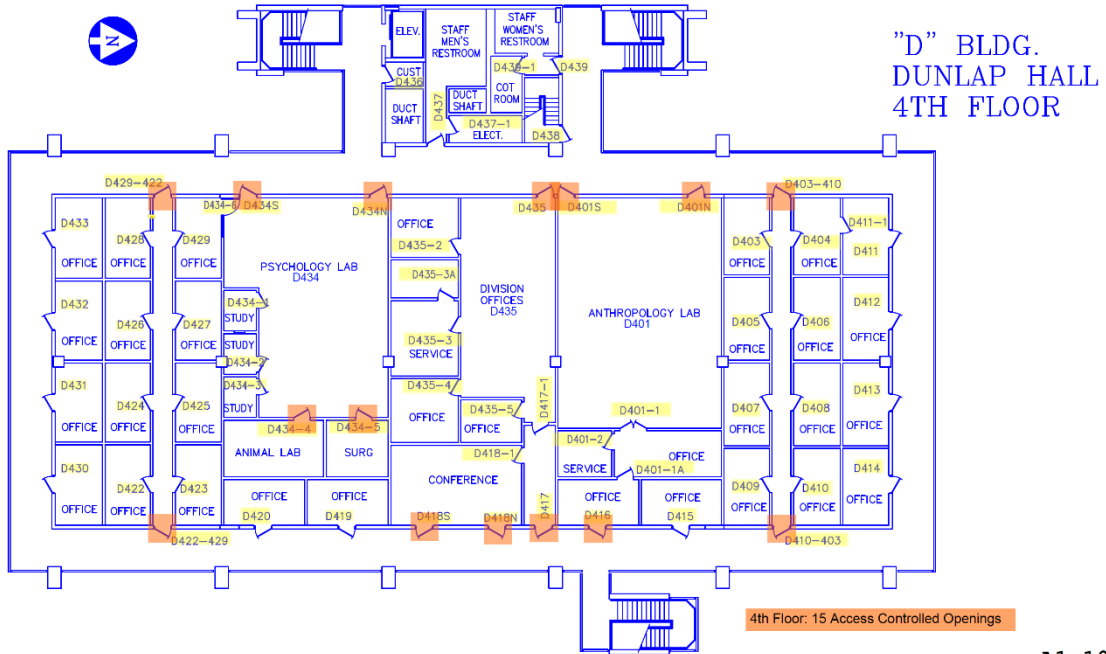 N
"D" BLDG.
DUNLAP HALL
4TH FLOOR
ELEV.
STAFF
MEN'S
RESTROOM
STAFF
WOMEN'S
RESTROOM
CUST
D436
D439-1
D439
DUCT
SHAFT
D437
DUCT
SHAFT
COT
ROOM
D437-1
ELECT.
D438
D429-422
D434-6
D434S
D434N
D435
D401S
D401N
D403-410
D433
OFFICE
D428
OFFICE
D429
OFFICE
PSYCHOLOGY LAB
D434
OFFICE
D435-2
D435-3A
DIVISION
OFFICES
D435
ANTHROPOLOGY LAB
D401
D403
OFFICE
D404
OFFICE
D411-1
D411
OFFICE
D432
OFFICE
D426
OFFICE
D427
OFFICE
D434-1
STUDY
STUDY
D434-2
D434-3
STUDY
D435-3
SERVICE
D405
OFFICE
D406
OFFICE
D412
OFFICE
D431
OFFICE
D424
OFFICE
D425
OFFICE
D434-4
D434-5
D435-4
OFFICE
D435-5
OFFICE
D417-1
D401-1
D407
OFFICE
D408
OFFICE
D413
OFFICE
ANIMAL LAB
SURG
D418-1
CONFERENCE
D401-2
SERVICE
OFFICE
D401-1A
D430
OFFICE
D422
OFFICE
D423
OFFICE
OFFICE
D420
OFFICE
D419
D418S
D418N
D417
OFFICE
D416
OFFICE
D415
D409
OFFICE
D410
OFFICE
D414
OFFICE
D422-429
D410-403
4th Floor: 15 Access Controlled Openings